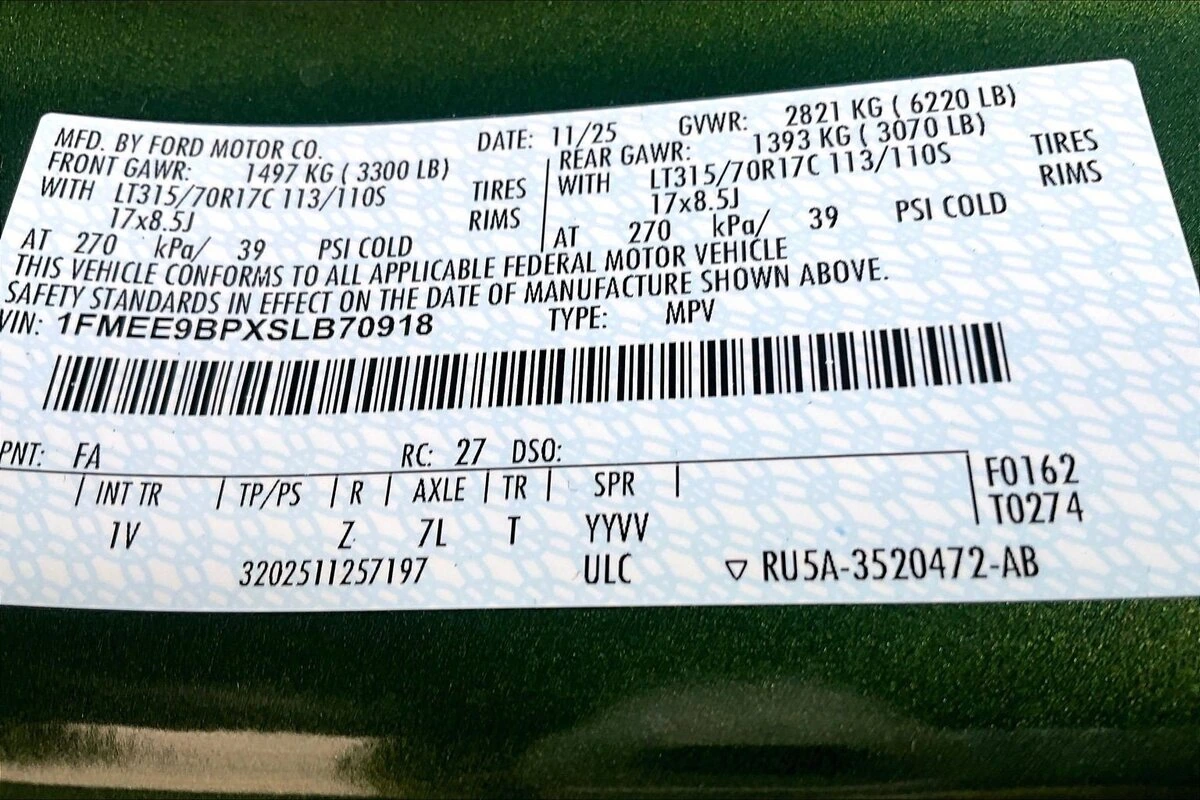 MFD. BY FORD MOTOR CO. DATE: 11/25 GVWR: 2821 KG ( 6220 LB)
FRONT GAWR: 1497 KG ( 3300 LB) REAR GAWR: 1393 KG ( 3070 LB)
WITH LT315/70R17C 113/110S TIRES WITH LT315/70R17C 113/110S TIRES
17x8.5J RIMS 17x8.5J RIMS
AT 270 kPa/ 39 PSI COLD AT 270 kPa/ 39 PSI COLD
THIS VEHICLE CONFORMS TO ALL APPLICABLE FEDERAL MOTOR VEHICLE
SAFETY STANDARDS IN EFFECT ON THE DATE OF MANUFACTURE SHOWN ABOVE.
VIN: 1FMEE9BPXSLB70918 TYPE: MPV
PNT: FA RC: 27 DSO:
INT TR TP/PS R AXLE TR SPR F0162
1V Z 7L T YYVV T0274
3202511257197 ULC ▽ RU5A-3520472-AB